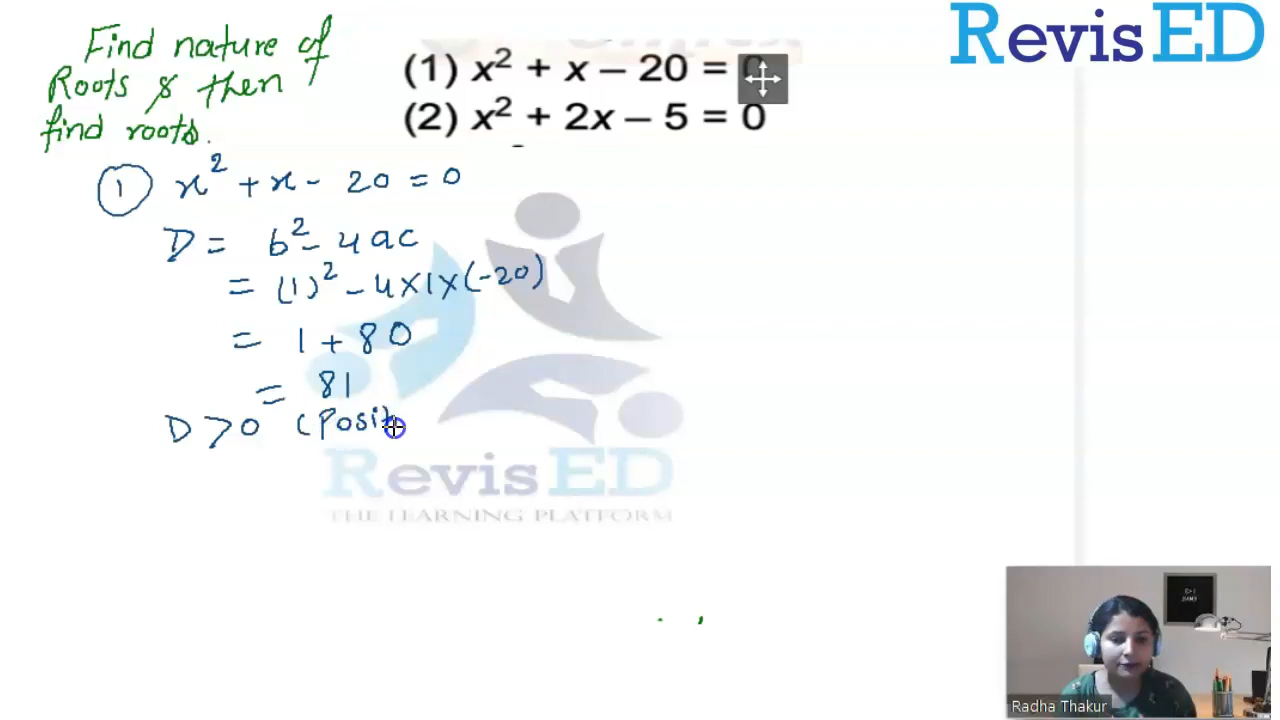 Find nature of
Roots & then
find roots.
RevisED
(1) x² + x – 20 = 0
(2) x² + 2x – 5 = 0
① x² + x - 20 = 0
D = b² - 4ac
= (1)² - 4×1×(-20)
= 1 + 80
= 81
D > 0 (Posit
RevisED
THE LEARNING PLATFORM
Radha Thakur